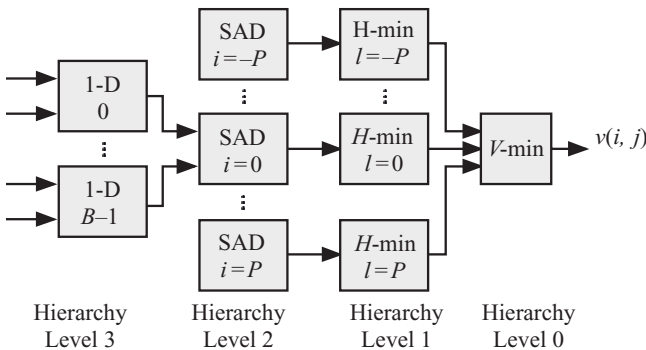 SAD
i=–P
H-min
l=–P
1-D
0
SAD
i=0
H-min
l=0
V-min
v(i, j)
1-D
B–1
SAD
i=P
H-min
l=P
Hierarchy
Level 3
Hierarchy
Level 2
Hierarchy
Level 1
Hierarchy
Level 0